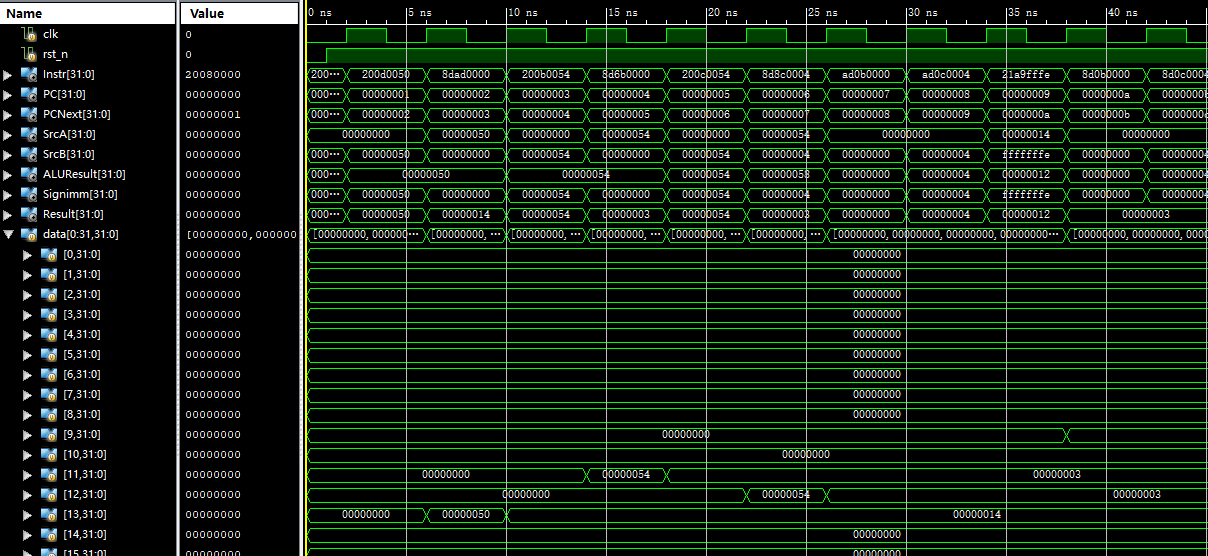 Name Value 0 ns 5 ns 10 ns 15 ns 20 ns 25 ns 30 ns 35 ns 40 ns
clk 0
rst_n 0
Instr[31:0] 20080000 200··· 200d0050 8dad0000 200b0054 8d6b0000 200c0054 8d8c0000 ad0b0000 ad0c0004 21a9fffe 8d0b0000 8d0c0004
PC[31:0] 00000000 000··· 00000001 00000002 00000003 00000004 00000005 00000006 00000007 00000008 00000009 0000000a
PCNext[31:0] 00000001 000··· 00000002 00000003 00000004 00000005 00000006 00000007 00000008 00000009 0000000a 0000000b
SrcA[31:0] 00000000 00000000 00000050 00000000 00000054 00000000 00000054 00000000 00000014 00000000
SrcB[31:0] 00000000 000··· 00000050 00000000 00000054 00000000 00000054 00000000 00000000 00000004 fffffffe 00000000 00000004
ALUResult[31:0] 00000000 000··· 00000050 00000054 00000054 00000058 00000000 00000004 00000012 00000000 00000004
Signimm[31:0] 00000000 000··· 00000050 00000000 00000054 00000000 00000054 00000000 00000000 00000004 fffffffe 00000000 00000004
Result[31:0] 00000000 000··· 00000050 00000014 00000054 00000003 00000054 00000003 00000000 00000004 00000012 00000003
data[0:31,31:0] [00000000,000000 [00000000, 000000··· [00000000, ··· [00000000, ··· [00000000, ··· [00000000, ··· [00000000, ··· [00000000, 00000000, 00000000, 00000000··· [00000000, 00000000, 0000
[0,31:0] 00000000 00000000
[1,31:0] 00000000 00000000
[2,31:0] 00000000 00000000
[3,31:0] 00000000 00000000
[4,31:0] 00000000 00000000
[5,31:0] 00000000 00000000
[6,31:0] 00000000 00000000
[7,31:0] 00000000 00000000
[8,31:0] 00000000 00000000
[9,31:0] 00000000 00000000
[10,31:0] 00000000 00000000
[11,31:0] 00000000 00000000 00000054 00000003
[12,31:0] 00000000 00000000 00000054 00000003
[13,31:0] 00000000 00000000 00000050 00000014
[14,31:0] 00000000 00000000
[15,31:0] 00000000 00000000